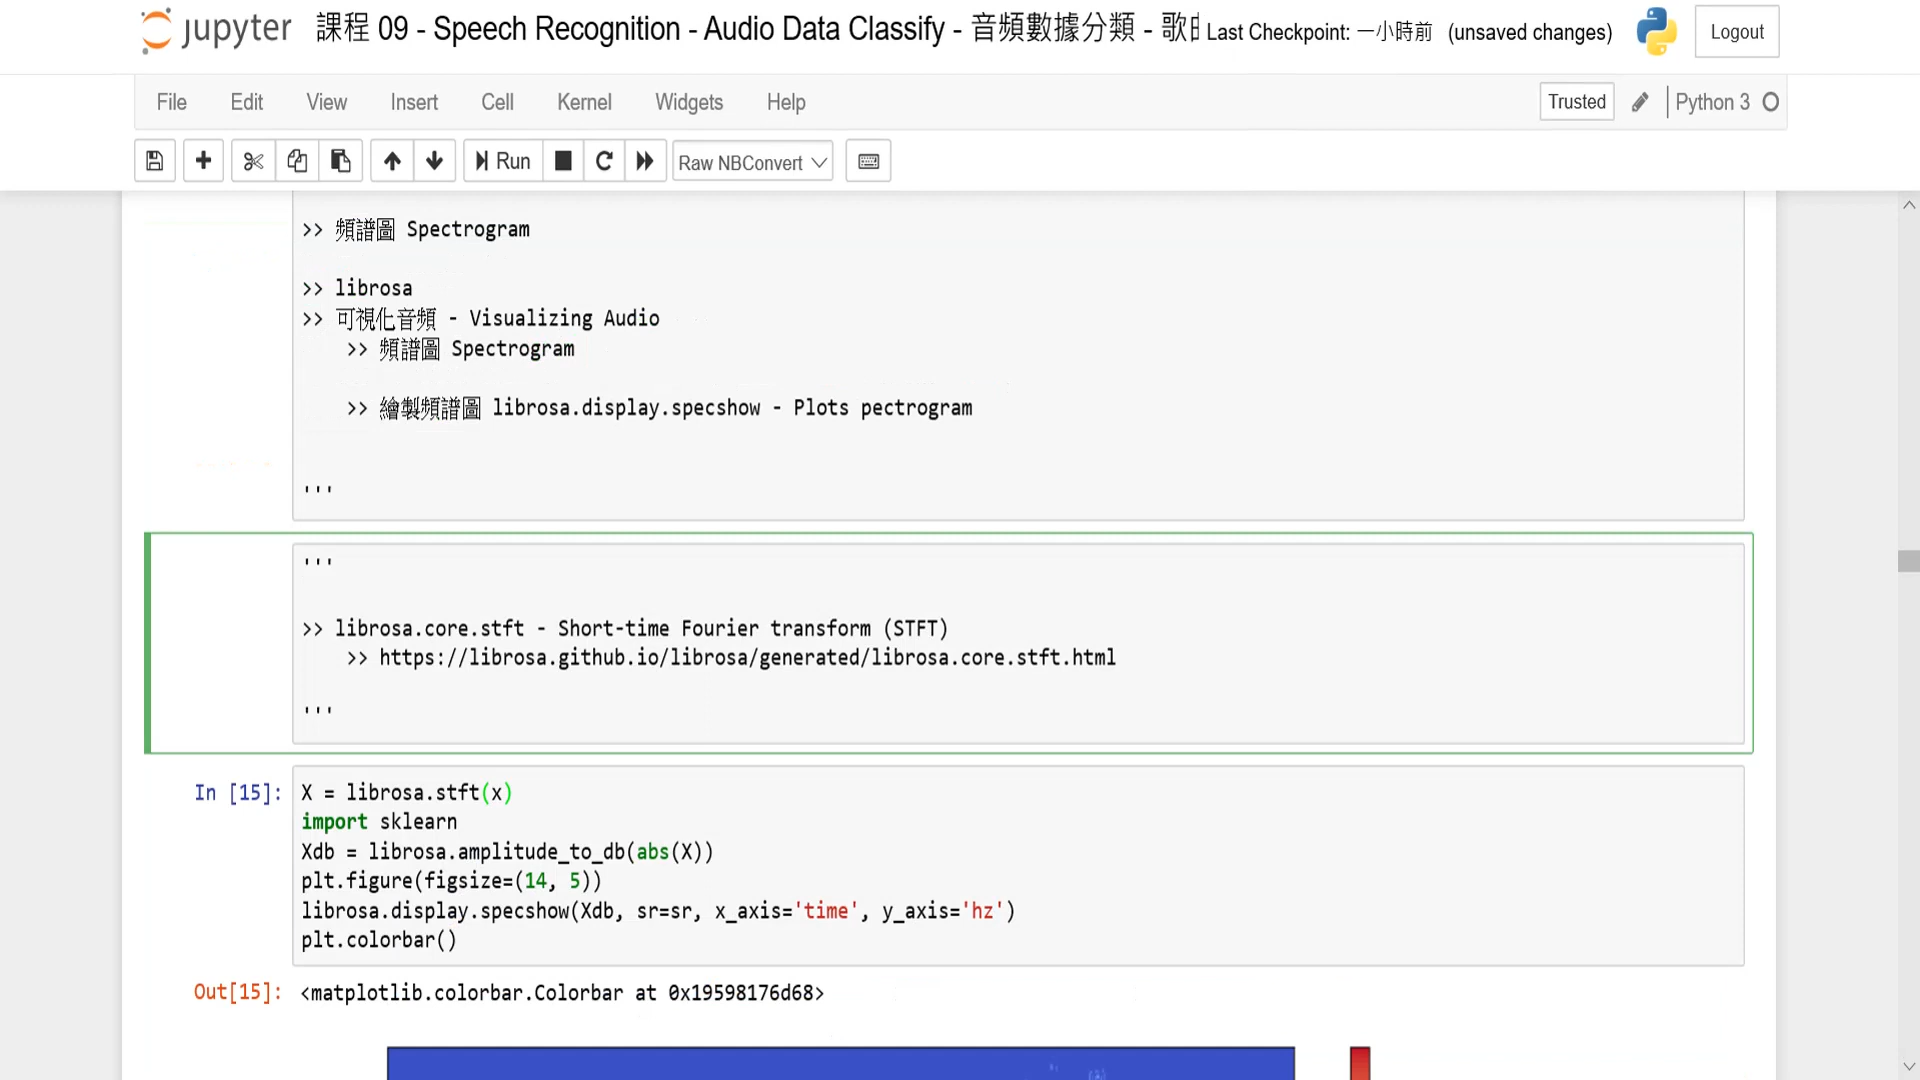 jupyter 課程 09 - Speech Recognition - Audio Data Classify - 音頻數據分類 - 歌 Last Checkpoint: 一小時前 (unsaved changes) Logout
File Edit View Insert Cell Kernel Widgets Help Trusted Python 3
Run Raw NBConvert
>> 頻譜圖 Spectrogram
>> librosa
>> 可視化音頻 - Visualizing Audio
>> 頻譜圖 Spectrogram
>> 繪製頻譜圖 librosa.display.specshow - Plots pectrogram
'''
'''
>> librosa.core.stft - Short-time Fourier transform (STFT)
>> https://librosa.github.io/librosa/generated/librosa.core.stft.html
'''
In [15]: X = librosa.stft(x)
import sklearn
Xdb = librosa.amplitude_to_db(abs(X))
plt.figure(figsize=(14, 5))
librosa.display.specshow(Xdb, sr=sr, x_axis='time', y_axis='hz')
plt.colorbar()
Out[15]: <matplotlib.colorbar.Colorbar at 0x19598176d68>